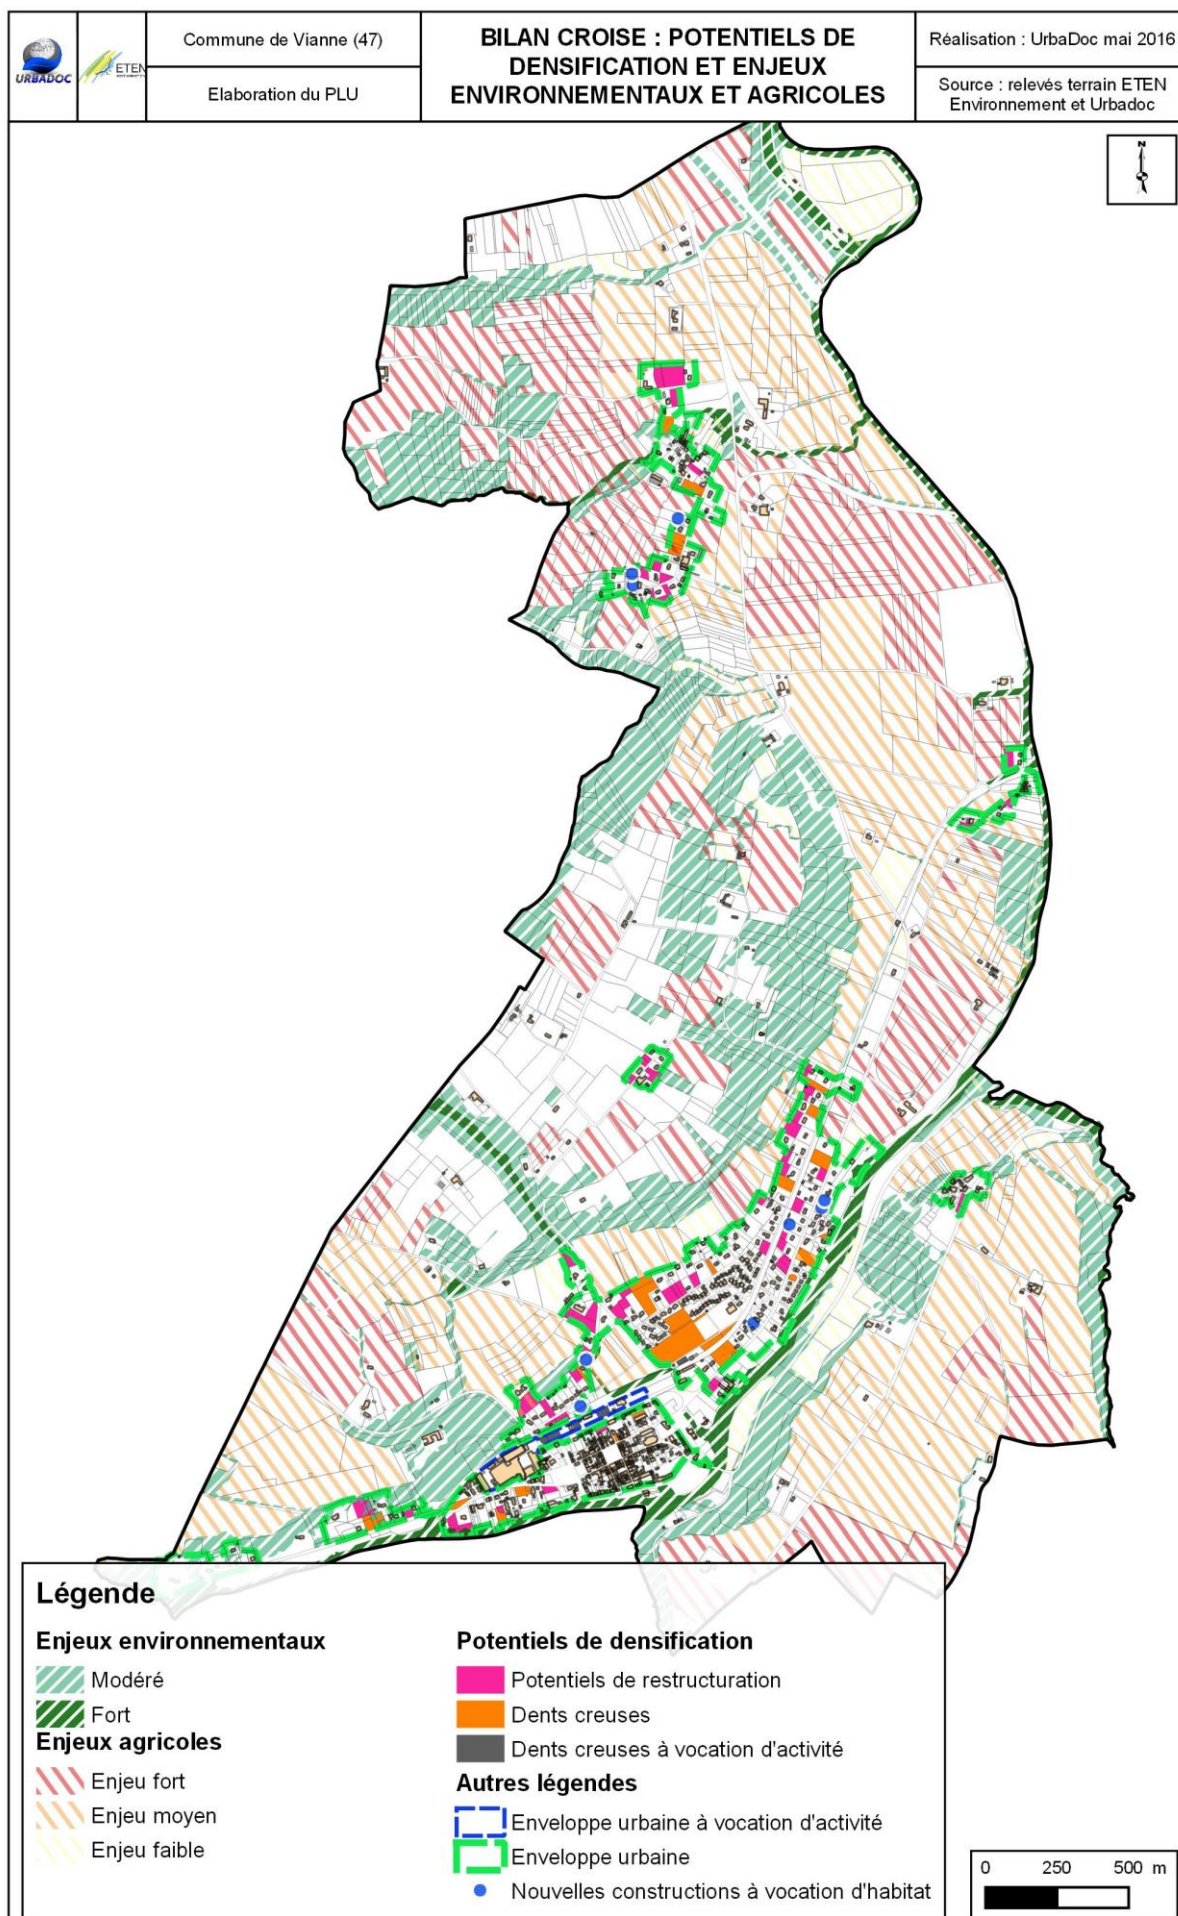 URBADOC
ETEN
Commune de Vianne (47)
Elaboration du PLU
BILAN CROISE : POTENTIELS DE
DENSIFICATION ET ENJEUX
ENVIRONNEMENTAUX ET AGRICOLES
Réalisation : UrbaDoc mai 2016
Source : relevés terrain ETEN
Environnement et Urbadoc
N
Légende
Enjeux environnementaux
Modéré
Fort
Enjeux agricoles
Enjeu fort
Enjeu moyen
Enjeu faible
Potentiels de densification
Potentiels de restructuration
Dents creuses
Dents creuses à vocation d'activité
Autres légendes
Enveloppe urbaine à vocation d'activité
Enveloppe urbaine
Nouvelles constructions à vocation d'habitat
0 250 500 m